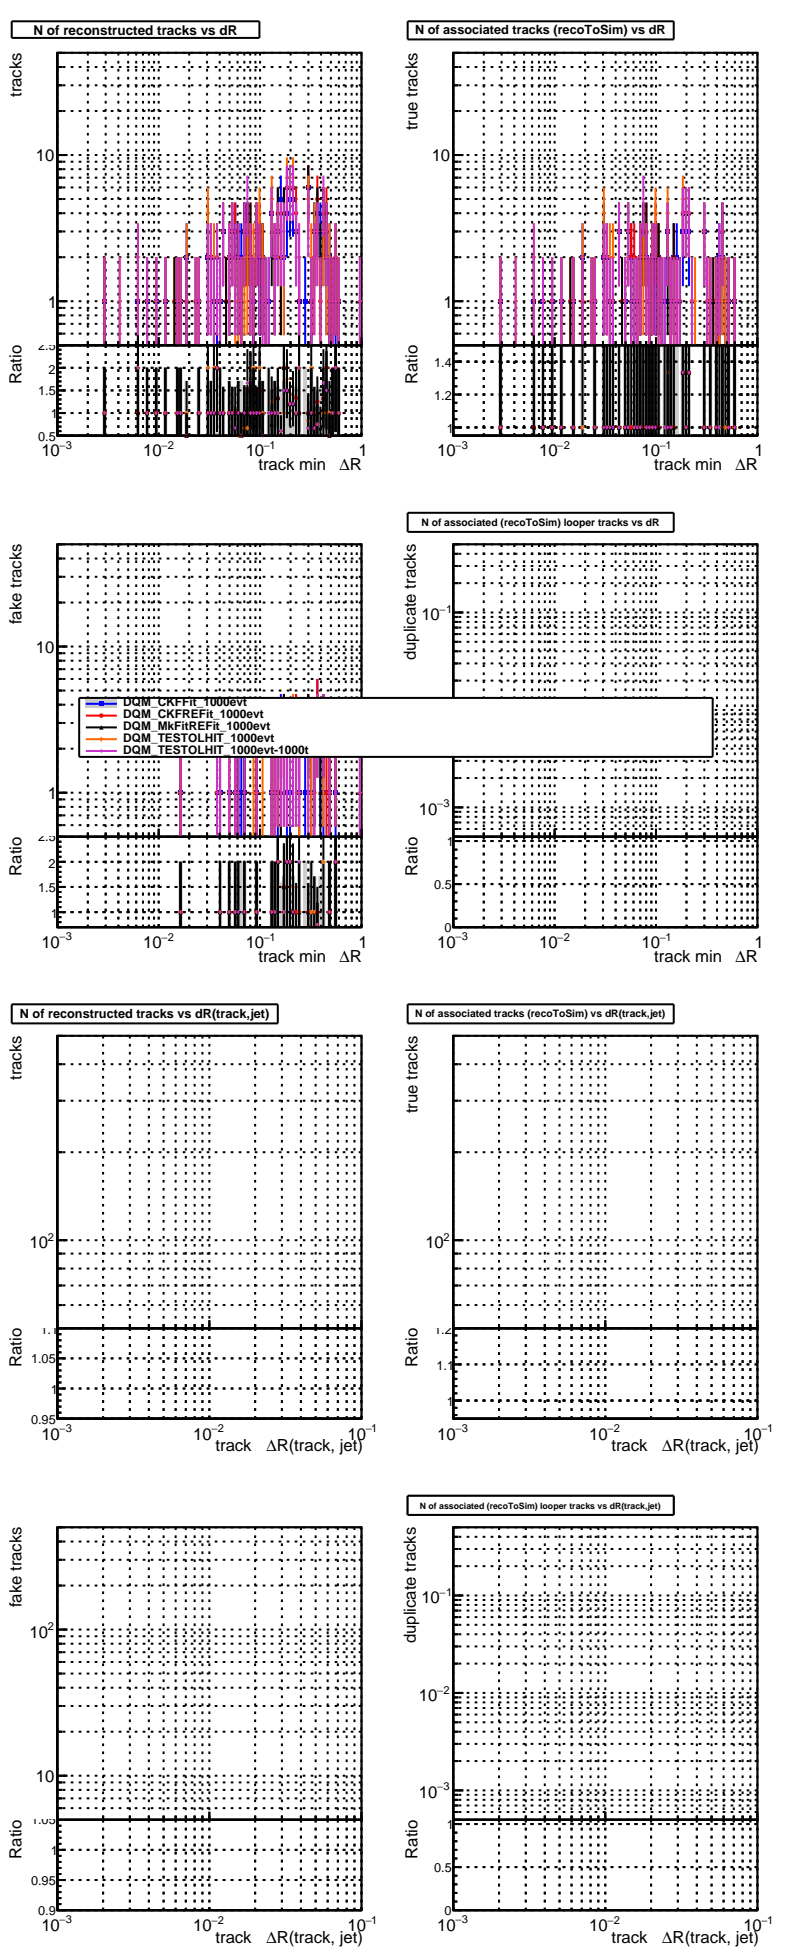 N of reconstructed tracks vs dR
tracks
10
1
Ratio
2.5
2
1.5
1
0.5
10⁻³ 10⁻² 10⁻¹ 1
track min ΔR
N of associated tracks (recoToSim) vs dR
true tracks
10
1
Ratio
1.4
1.2
1
10⁻³ 10⁻² 10⁻¹ 1
track min ΔR
fake tracks
10
1
Ratio
2.5
2
1.5
1
10⁻³ 10⁻² 10⁻¹ 1
track min ΔR
N of associated (recoToSim) looper tracks vs dR
duplicate tracks
10⁻¹
10⁻³
Ratio
1
0.5
0
10⁻³ 10⁻² 10⁻¹ 1
track min ΔR
DQM_CKFFit_1000evt
DQM_CKFREFit_1000evt
DQM_MkFitREFit_1000evt
DQM_TESTOLHIT_1000evt
DQM_TESTOLHIT_1000evt-1000t
N of reconstructed tracks vs dR(track,jet)
tracks
10²
Ratio
1.1
1.05
1
0.95
10⁻³ 10⁻² 10⁻¹
track ΔR(track, jet)
N of associated tracks (recoToSim) vs dR(track,jet)
true tracks
10²
Ratio
1.2
1.1
1
10⁻³ 10⁻² 10⁻¹
track ΔR(track, jet)
fake tracks
10²
10
Ratio
1.05
1
0.95
0.9
10⁻³ 10⁻² 10⁻¹
track ΔR(track, jet)
N of associated (recoToSim) looper tracks vs dR(track,jet)
duplicate tracks
10⁻¹
10⁻²
10⁻³
Ratio
1
0.5
0
10⁻³ 10⁻² 10⁻¹
track ΔR(track, jet)